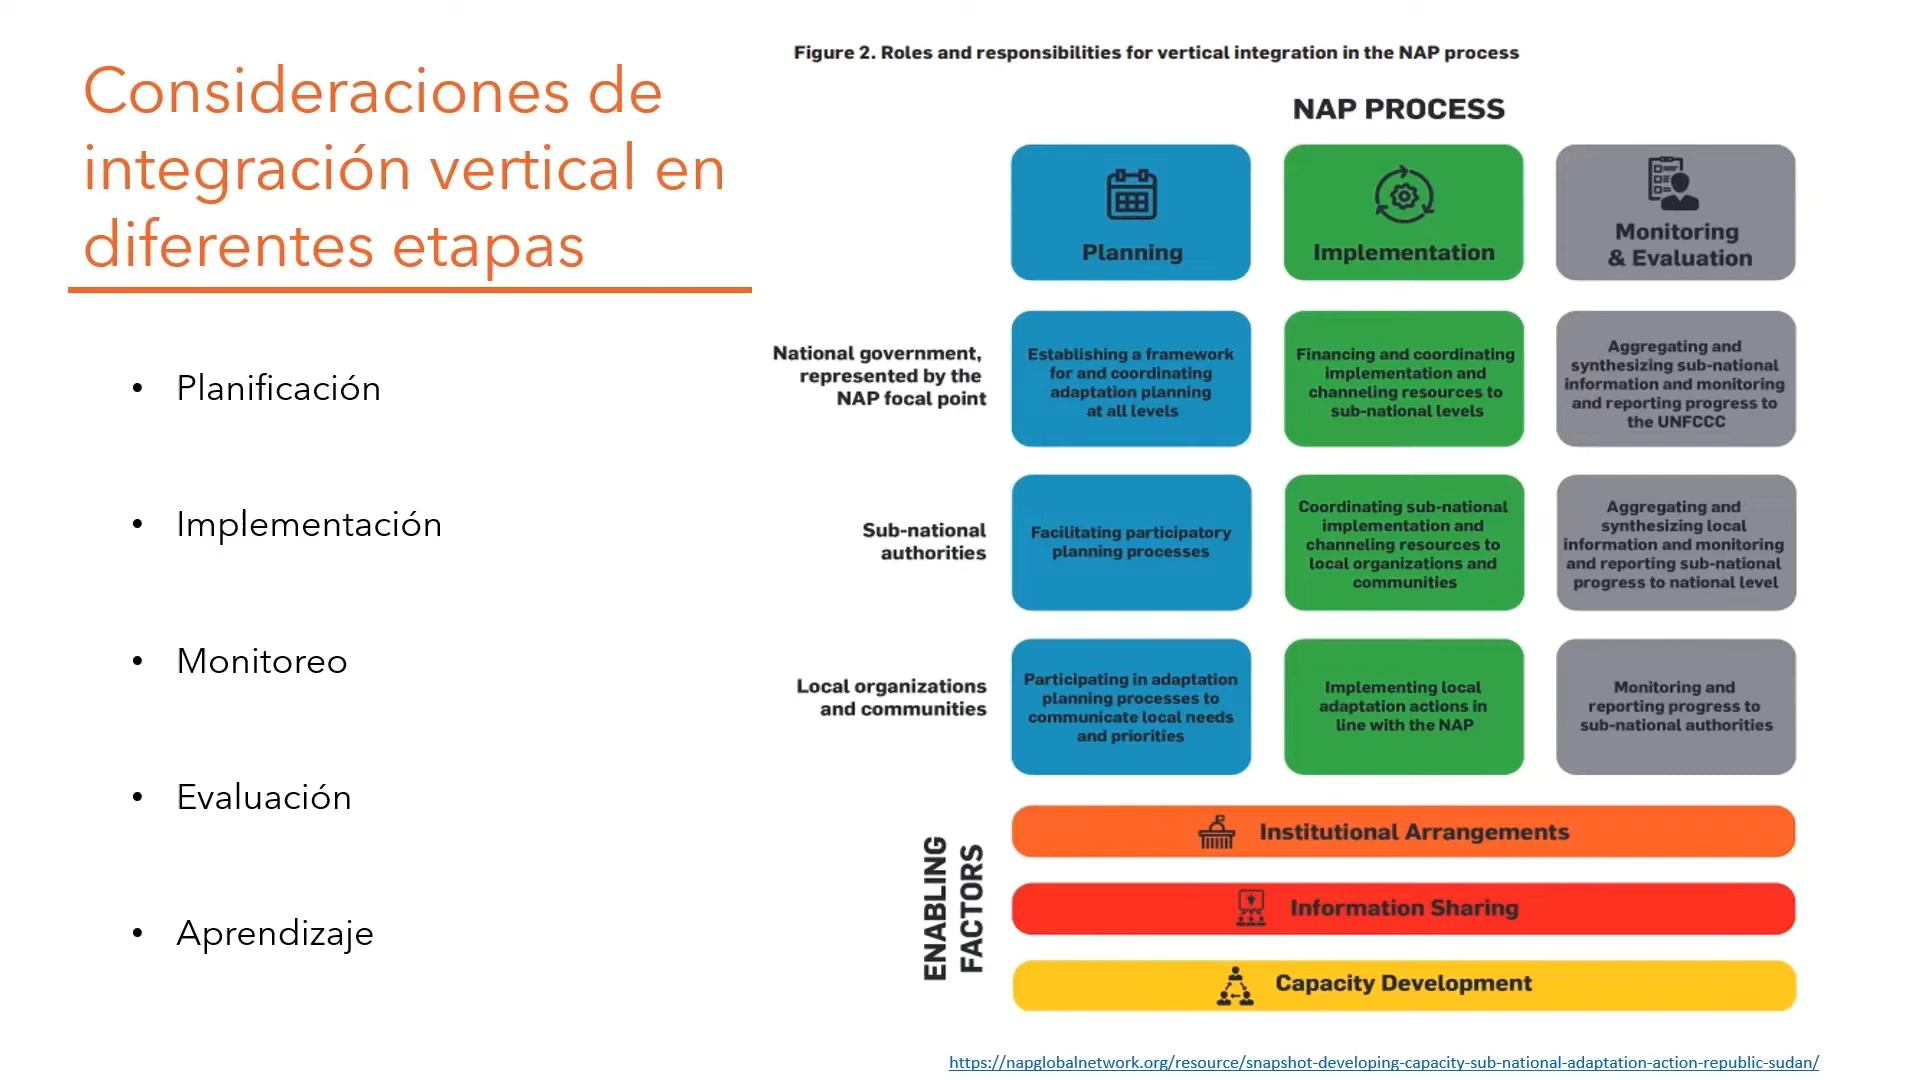 Consideraciones de
integración vertical en
diferentes etapas
• Planificación
• Implementación
• Monitoreo
• Evaluación
• Aprendizaje
Figure 2. Roles and responsibilities for vertical integration in the NAP process
NAP PROCESS
Planning
Implementation
Monitoring
& Evaluation
National government,
represented by the
NAP focal point
Establishing a framework
for and coordinating
adaptation planning
at all levels
Financing and coordinating
implementation and
channeling resources to
sub-national levels
Aggregating and
synthesizing sub-national
information and monitoring
and reporting progress to
the UNFCCC
Sub-national
authorities
Facilitating participatory
planning processes
Coordinating sub-national
implementation and
channeling resources to
local organizations and
communities
Aggregating and
synthesizing local
information and monitoring
and reporting sub-national
progress to national level
Local organizations
and communities
Participating in adaptation
planning processes to
communicate local needs
and priorities
Implementing local
adaptation actions in
line with the NAP
Monitoring and
reporting progress to
sub-national authorities
ENABLING
FACTORS
Institutional Arrangements
Information Sharing
Capacity Development
https://napglobalnetwork.org/resource/snapshot-developing-capacity-sub-national-adaptation-action-republic-sudan/